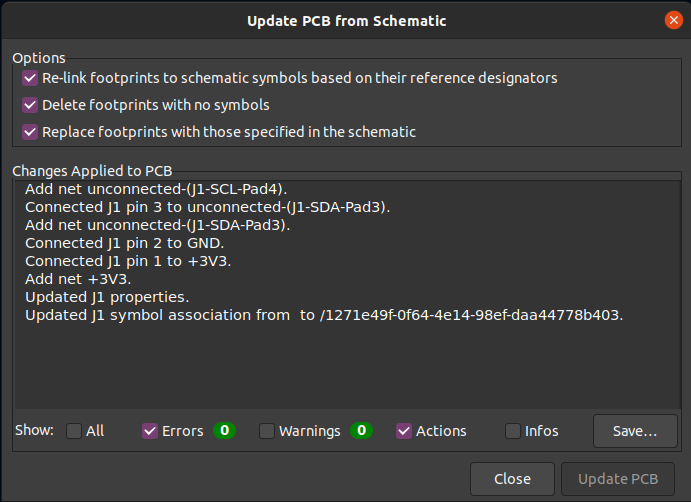 Update PCB from Schematic
Options
Re-link footprints to schematic symbols based on their reference designators
Delete footprints with no symbols
Replace footprints with those specified in the schematic
Changes Applied to PCB
Add net unconnected-(J1-SCL-Pad4).
Connected J1 pin 3 to unconnected-(J1-SDA-Pad3).
Add net unconnected-(J1-SDA-Pad3).
Connected J1 pin 2 to GND.
Connected J1 pin 1 to +3V3.
Add net +3V3.
Updated J1 properties.
Updated J1 symbol association from  to /1271e49f-0f64-4e14-98ef-daa44778b403.
Show: All Errors 0 Warnings 0 Actions Infos Save...
Close Update PCB